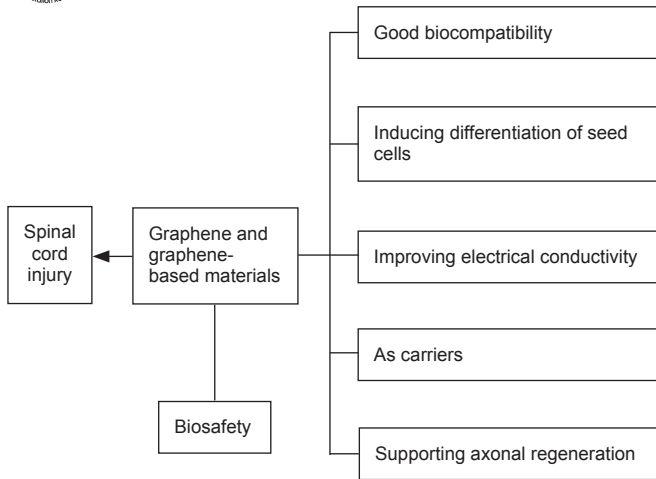 Good biocompatibility
Inducing differentiation of seed
cells
Spinal
cord
injury
Graphene and
graphene-
based materials
Improving electrical conductivity
As carriers
Biosafety
Supporting axonal regeneration